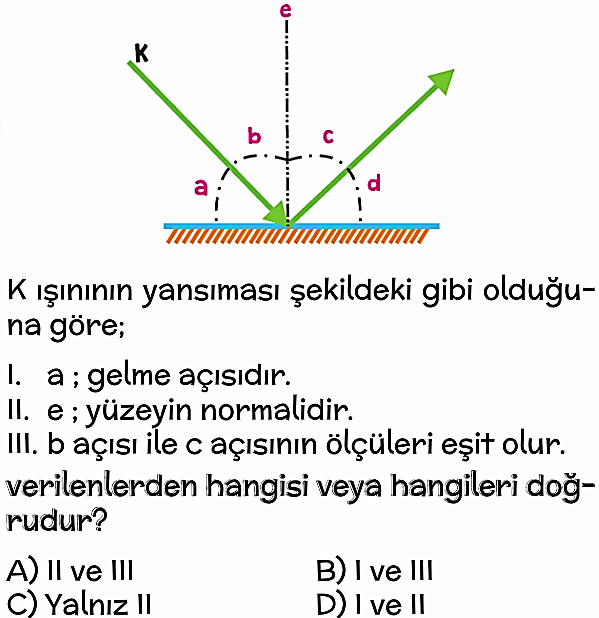 e
K
b c
a d
K ışınının yansıması şekildeki gibi olduğu-
na göre;
I. a ; gelme açısıdır.
II. e ; yüzeyin normalidir.
III. b açısı ile c açısının ölçüleri eşit olur.
verilenlerden hangisi veya hangileri doğ-
rudur?
A) II ve III B) I ve III
C) Yalnız II D) I ve II